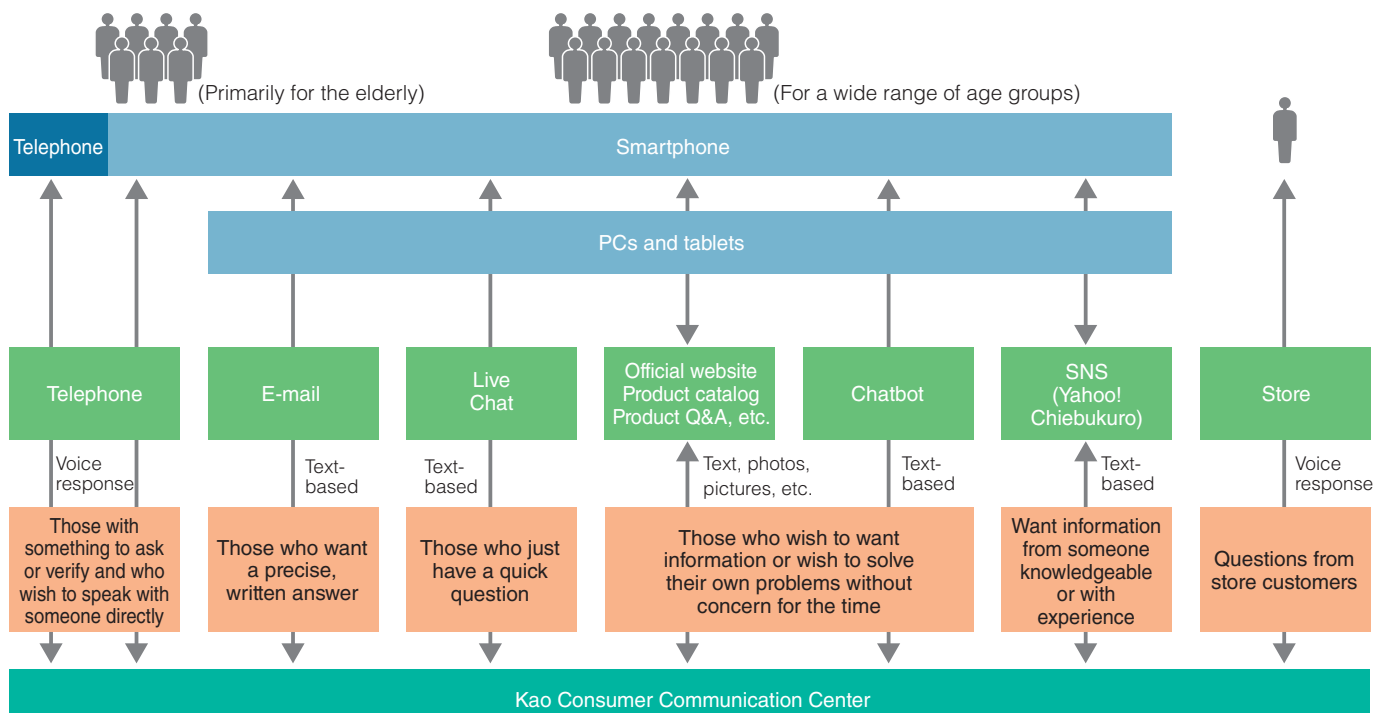 (Primarily for the elderly)
(For a wide range of age groups)
Telephone
Smartphone
PCs and tablets
Telephone
E-mail
Live
Chat
Official website
Product catalog
Product Q&A, etc.
Chatbot
SNS
(Yahoo!
Chiebukuro)
Store
Voice
response
Text-
based
Text-
based
Text, photos,
pictures, etc.
Text-
based
Text-
based
Voice
response
Those with
something to ask
or verify and who
wish to speak with
someone directly
Those who want
a precise,
written answer
Those who just
have a quick
question
Those who wish to want
information or wish to solve
their own problems without
concern for the time
Want information
from someone
knowledgeable
or with
experience
Questions from
store customers
Kao Consumer Communication Center